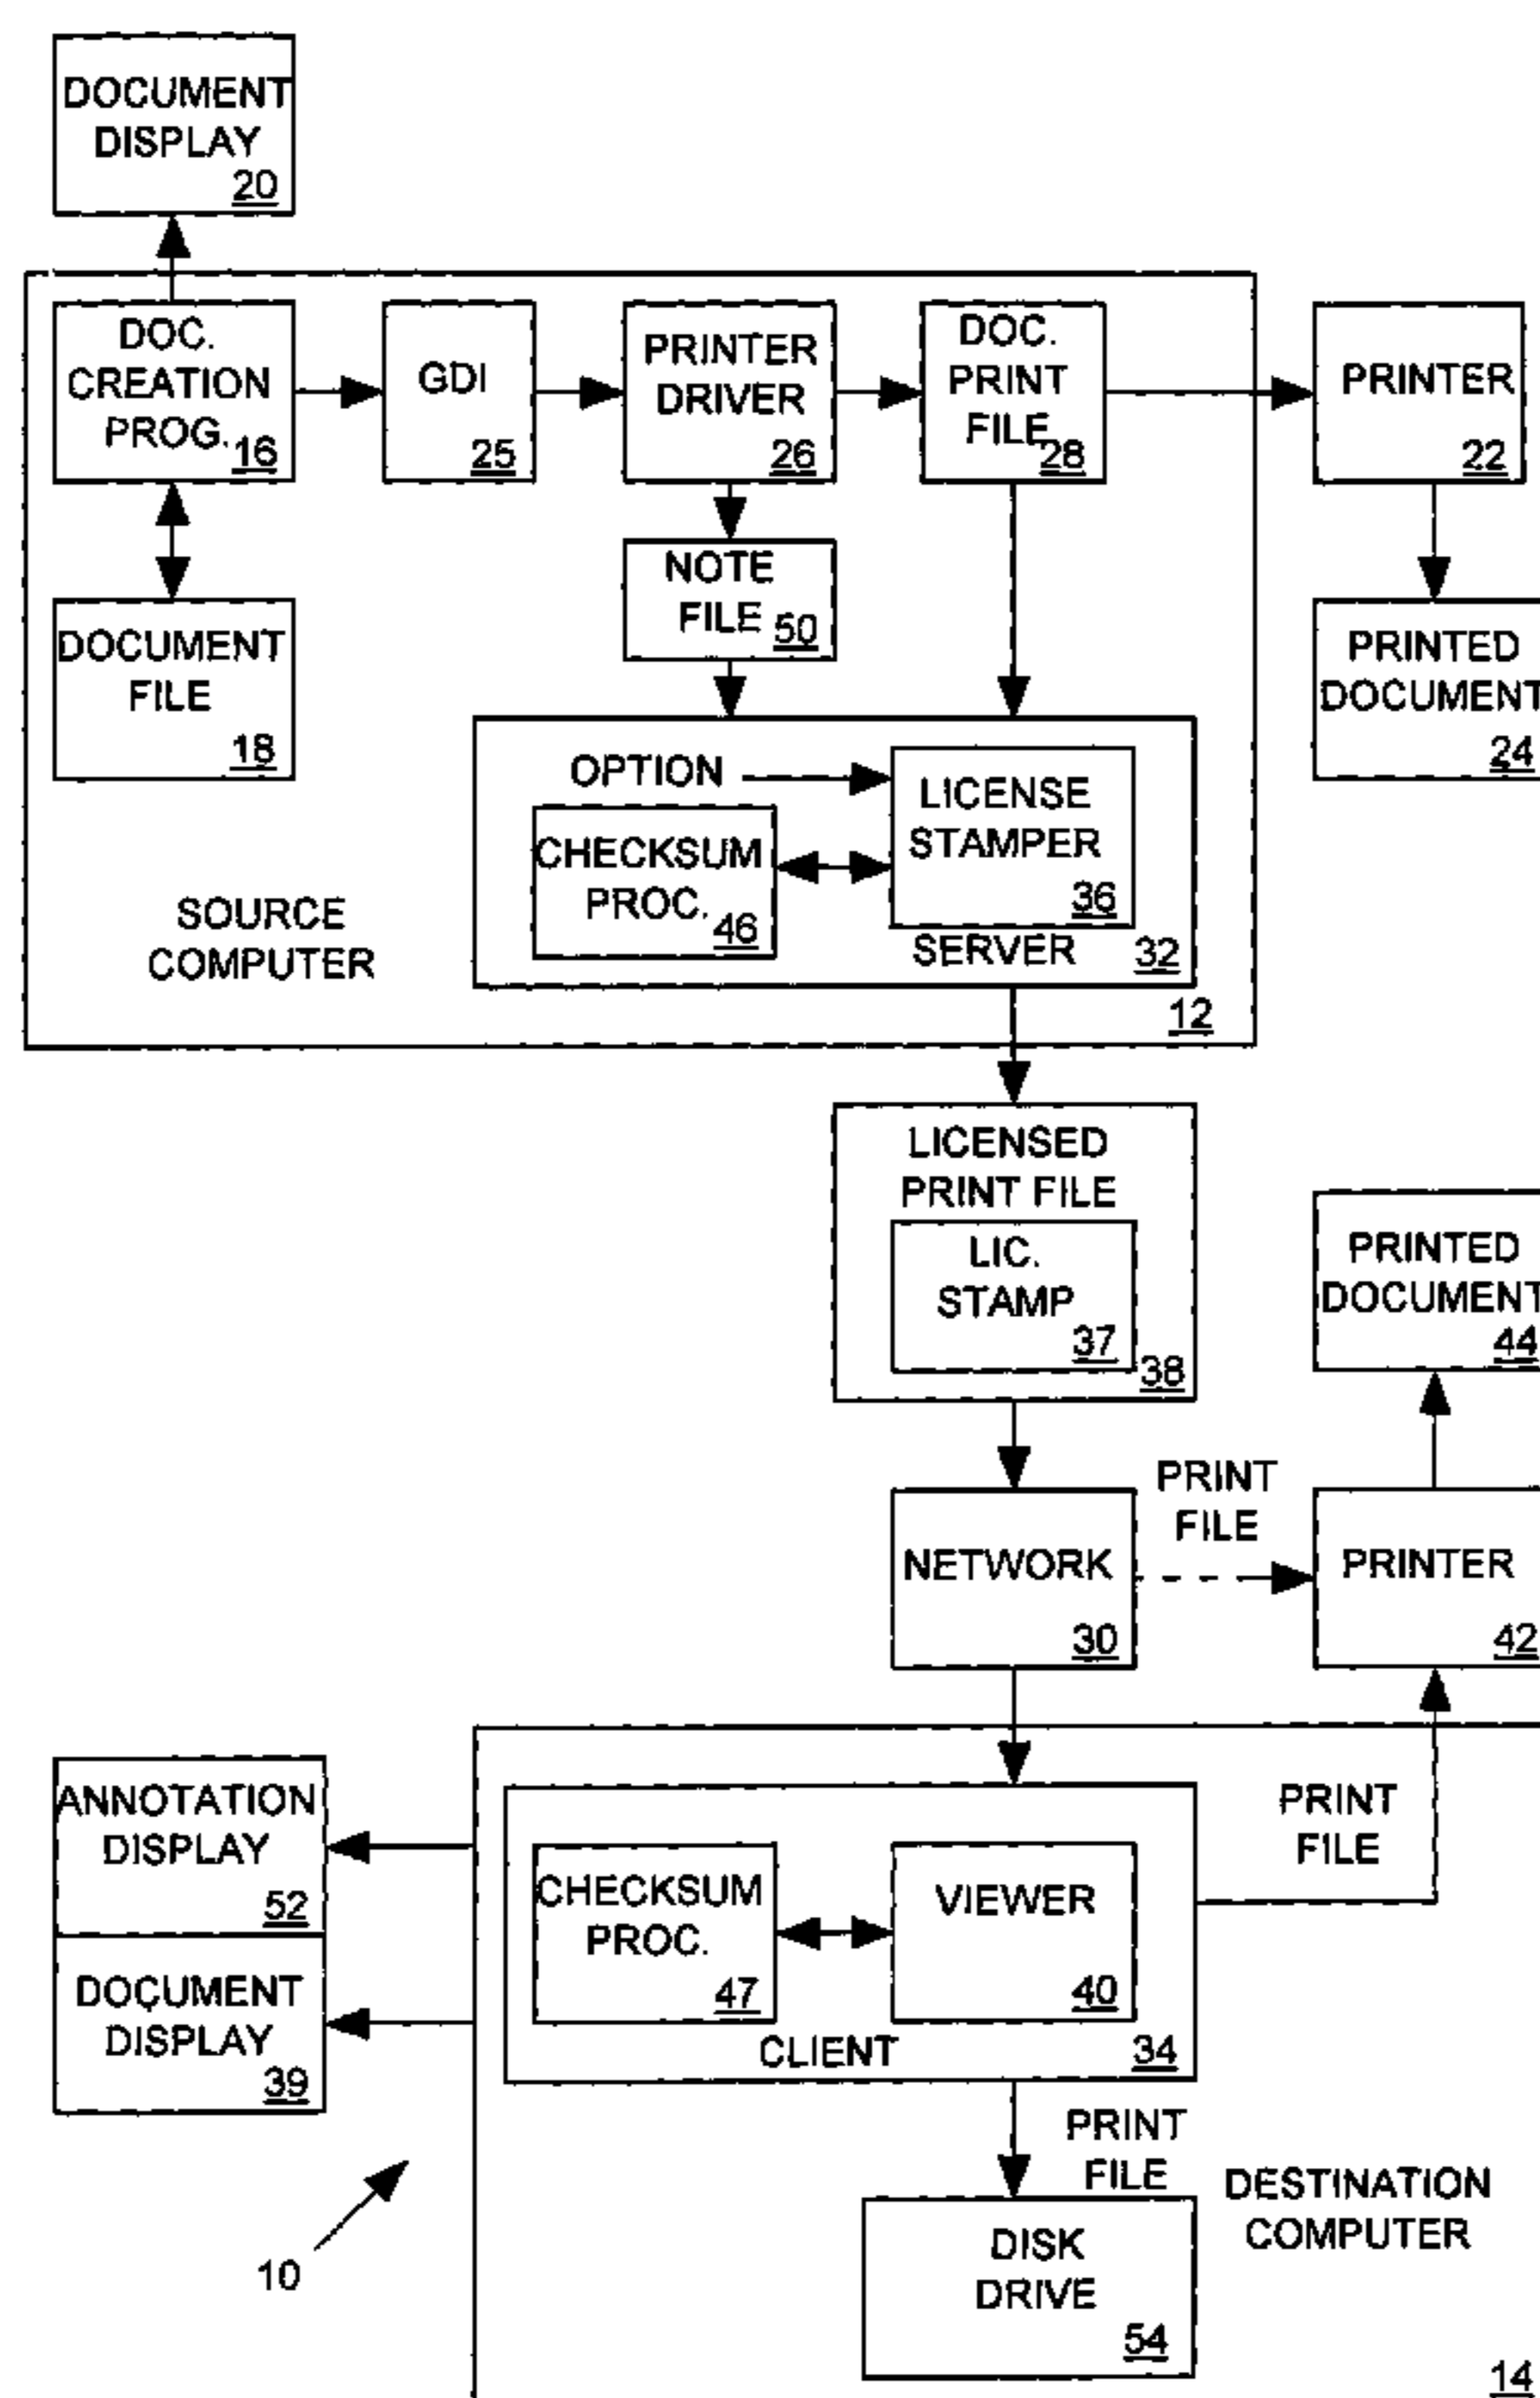 DOCUMENT
DISPLAY
20
DOC.
CREATION
PROG.
16
GDI
25
PRINTER
DRIVER
26
DOC.
PRINT
FILE
28
PRINTER
22
NOTE
FILE
50
DOCUMENT
FILE
18
PRINTED
DOCUMENT
24
OPTION
LICENSE
STAMPER
36
CHECKSUM
PROC.
46
SERVER
32
SOURCE
COMPUTER
12
LICENSED
PRINT FILE
LIC.
STAMP
37
38
PRINTED
DOCUMENT
44
NETWORK
30
PRINT
FILE
PRINTER
42
ANNOTATION
DISPLAY
52
DOCUMENT
DISPLAY
39
CHECKSUM
PROC.
47
VIEWER
40
CLIENT
34
PRINT
FILE
PRINT
FILE
DISK
DRIVE
54
DESTINATION
COMPUTER
10
14